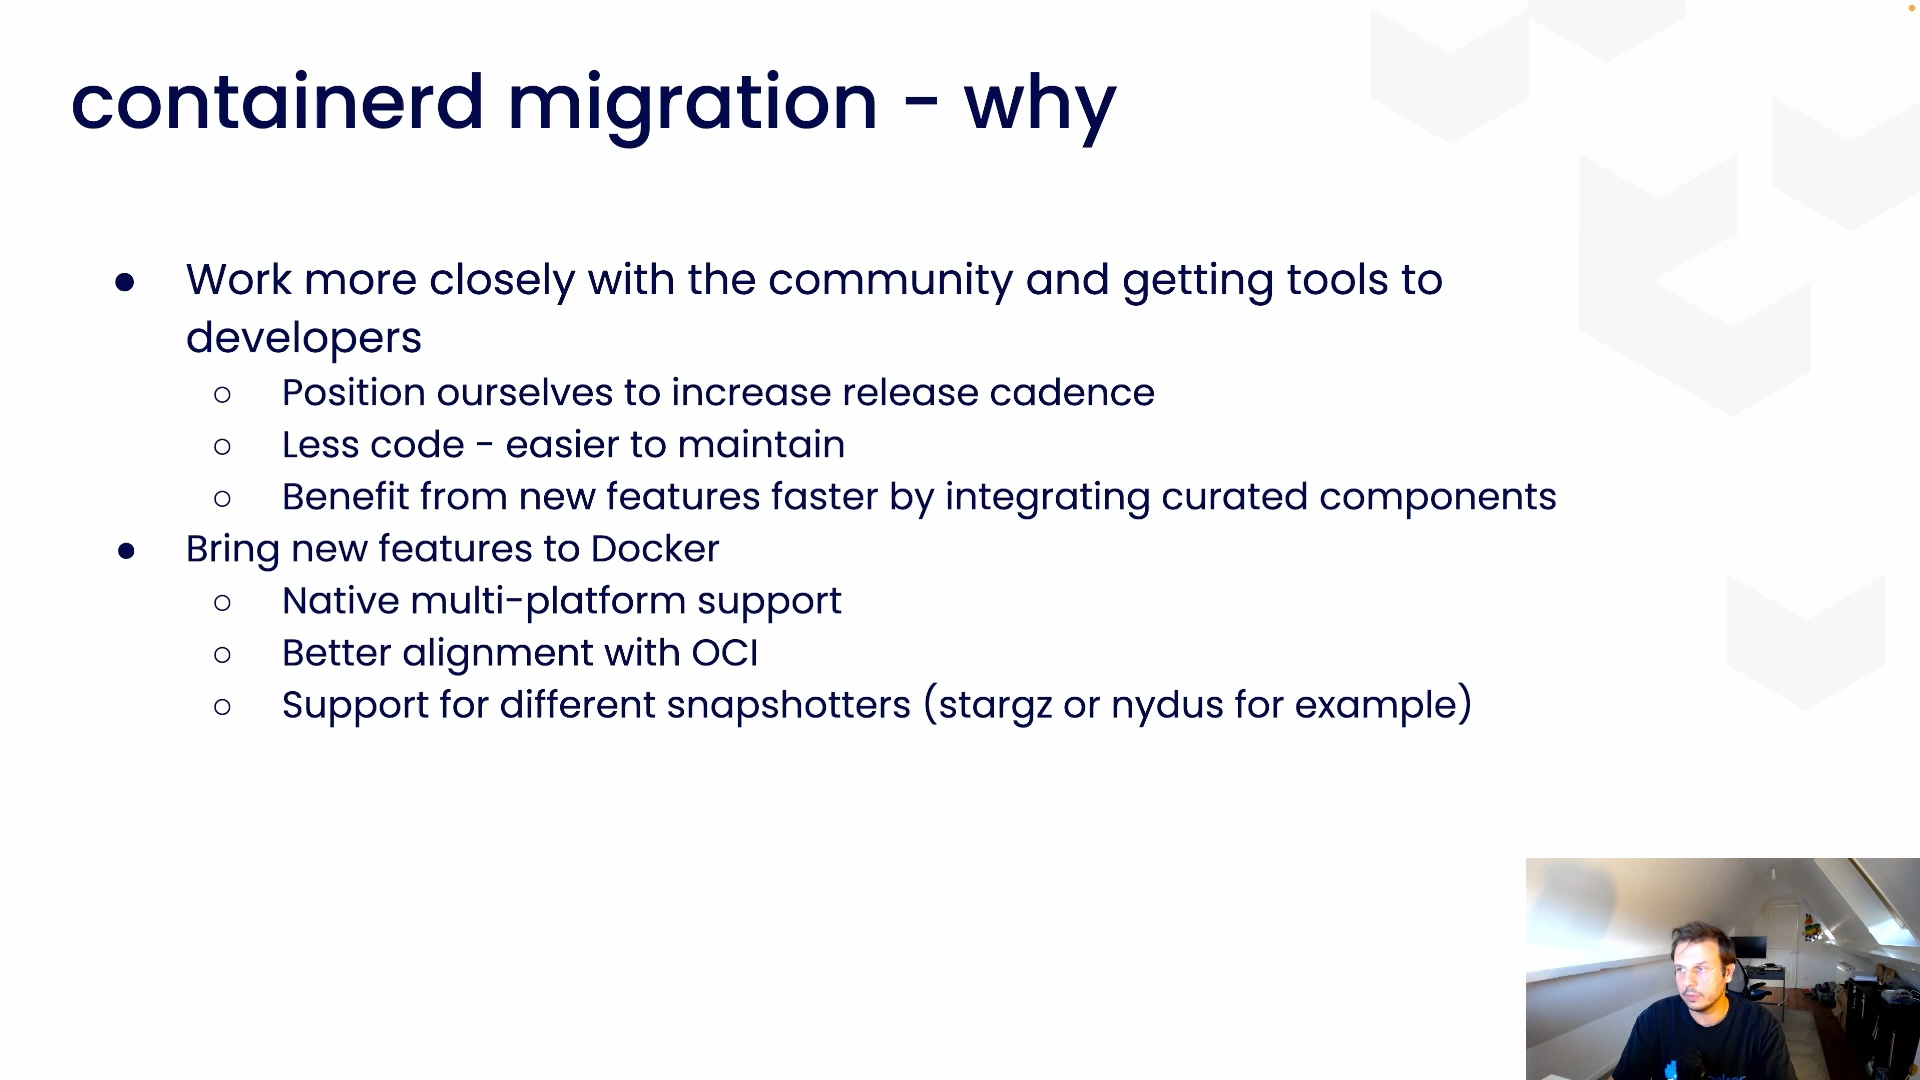 containerd migration - why
● Work more closely with the community and getting tools to
developers
○ Position ourselves to increase release cadence
○ Less code - easier to maintain
○ Benefit from new features faster by integrating curated components
● Bring new features to Docker
○ Native multi-platform support
○ Better alignment with OCI
○ Support for different snapshotters (stargz or nydus for example)